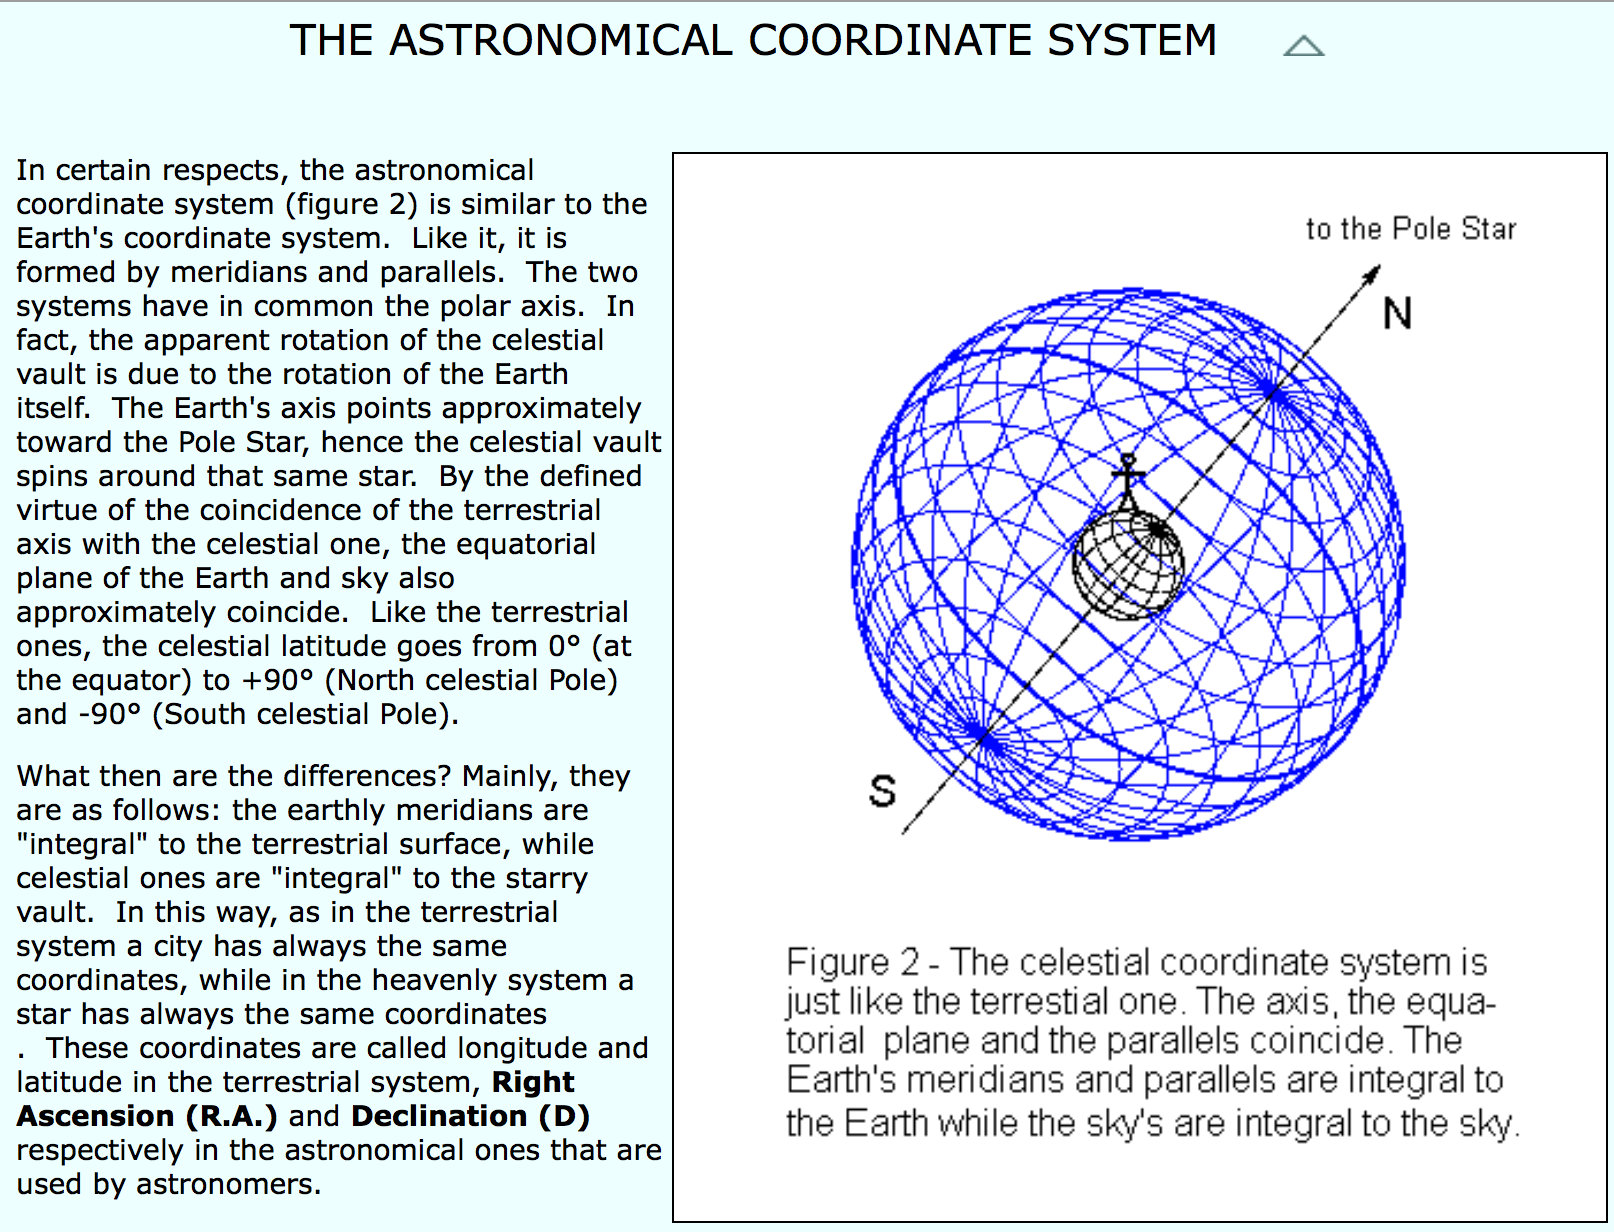 THE ASTRONOMICAL COORDINATE SYSTEM
In certain respects, the astronomical
coordinate system (figure 2) is similar to the
Earth's coordinate system.  Like it, it is
formed by meridians and parallels.  The two
systems have in common the polar axis.  In
fact, the apparent rotation of the celestial
vault is due to the rotation of the Earth
itself.  The Earth's axis points approximately
toward the Pole Star, hence the celestial vault
spins around that same star.  By the defined
virtue of the coincidence of the terrestrial
axis with the celestial one, the equatorial
plane of the Earth and sky also
approximately coincide.  Like the terrestrial
ones, the celestial latitude goes from 0° (at
the equator) to +90° (North celestial Pole)
and -90° (South celestial Pole).
What then are the differences? Mainly, they
are as follows: the earthly meridians are
"integral" to the terrestrial surface, while
celestial ones are "integral" to the starry
vault.  In this way, as in the terrestrial
system a city has always the same
coordinates, while in the heavenly system a
star has always the same coordinates
.  These coordinates are called longitude and
latitude in the terrestrial system, Right
Ascension (R.A.) and Declination (D)
respectively in the astronomical ones that are
used by astronomers.
to the Pole Star
N
S
Figure 2 - The celestial coordinate system is
just like the terrestial one. The axis, the equa-
torial  plane and the parallels coincide. The
Earth's meridians and parallels are integral to
the Earth while the sky's are integral to the sky.